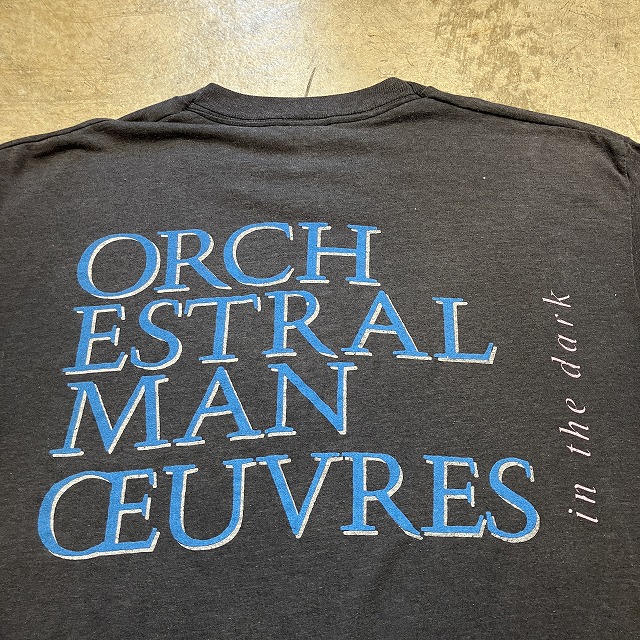 ORCH
ESTRAL
MAN
ŒUVRES
in the dark